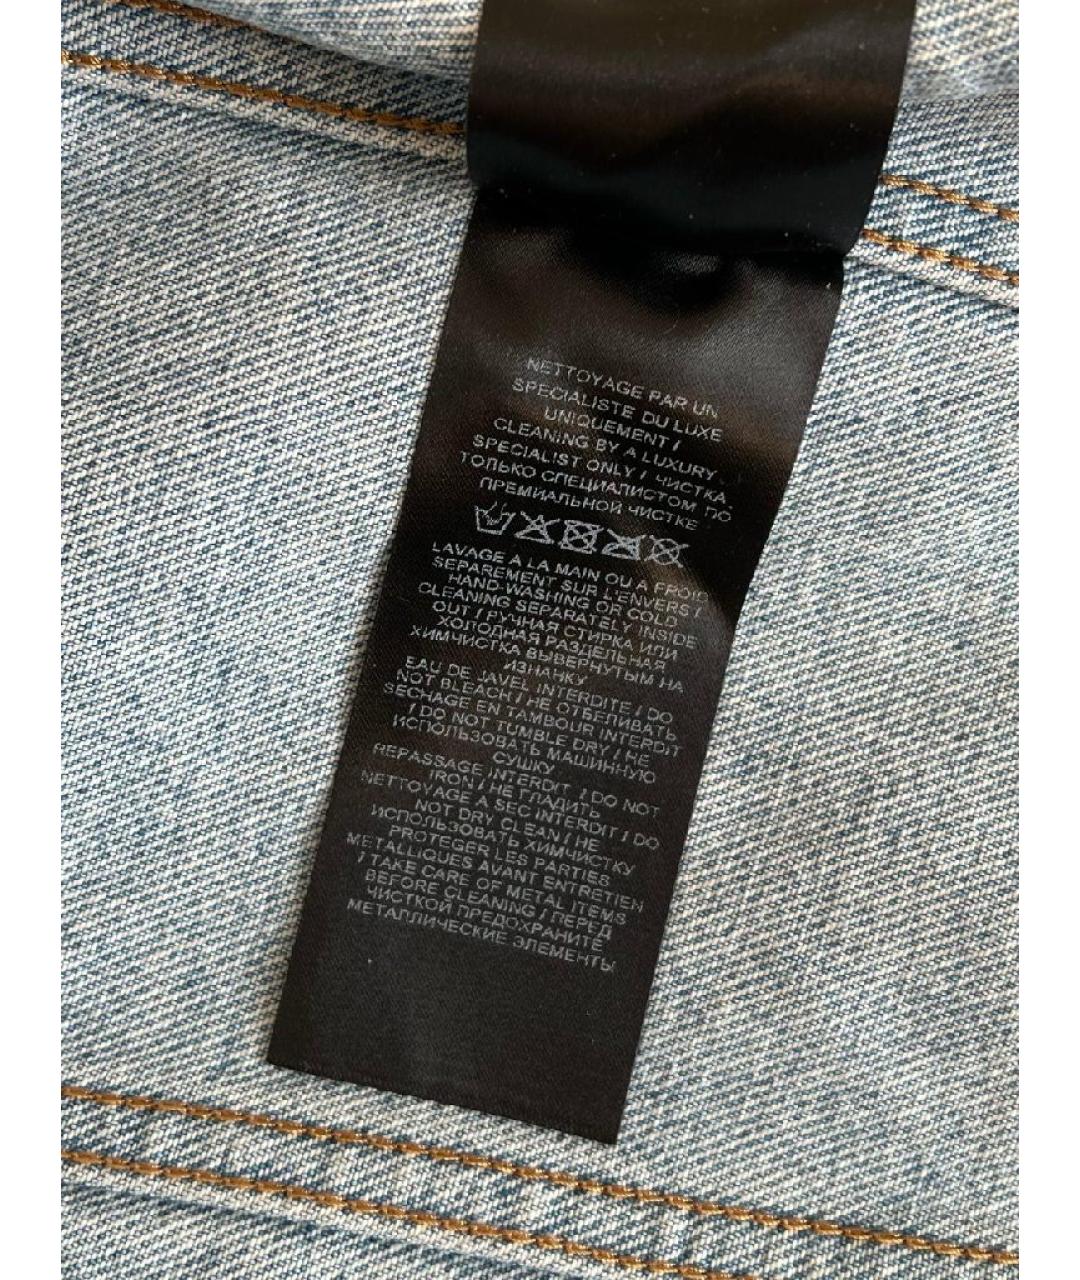 NETTOYAGE PAR UN
SPECIALISTE DU LUXE
UNIQUEMENT /
CLEANING BY A LUXURY
SPECIALIST ONLY / ЧИСТКА
ТОЛЬКО СПЕЦИАЛИСТОМ ПО
ПРЕМИАЛЬНОЙ ЧИСТКЕ
LAVAGE A LA MAIN OU A FROID
SEPAREMENT SUR L'ENVERS /
HAND-WASHING OR COLD
CLEANING SEPARATELY INSIDE
OUT / РУЧНАЯ СТИРКА ИЛИ
ХОЛОДНАЯ РАЗДЕЛЬНАЯ
ХИМЧИСТКА ВЫВЕРНУТЫМ НА
ИЗНАНКУ
EAU DE JAVEL INTERDITE / DO
NOT BLEACH / НЕ ОТБЕЛИВАТЬ
SECHAGE EN TAMBOUR INTERDIT
/ DO NOT TUMBLE DRY / НЕ
ИСПОЛЬЗОВАТЬ МАШИННУЮ
СУШКУ
REPASSAGE INTERDIT / DO NOT
IRON / НЕ ГЛАДИТЬ
NETTOYAGE A SEC INTERDIT / DO
NOT DRY CLEAN / НЕ
ИСПОЛЬЗОВАТЬ ХИМЧИСТКУ
PROTEGER LES PARTIES
METALLIQUES AVANT ENTRETIEN
/ TAKE CARE OF METAL ITEMS
BEFORE CLEANING / ПЕРЕД
ЧИСТКОЙ ПРЕДОХРАНИТЕ
МЕТАЛЛИЧЕСКИЕ ЭЛЕМЕНТЫ